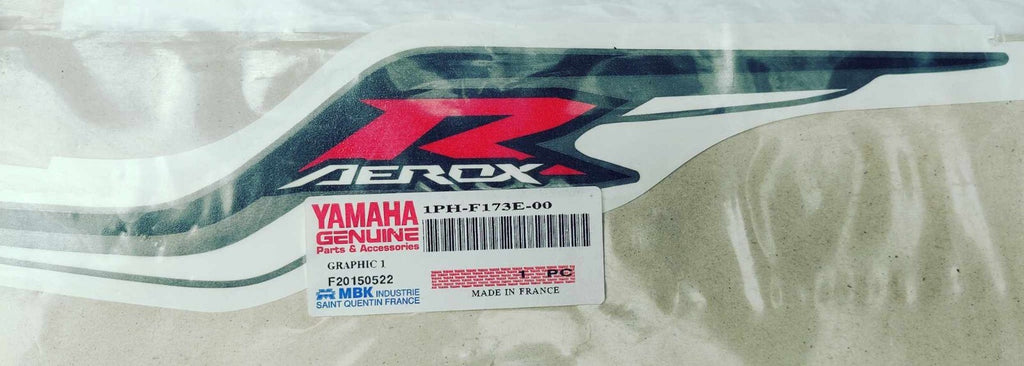 R
AEROX
YAMAHA
GENUINE
Parts & Accessories
1PH-F173E-00
GRAPHIC 1
F20150522
1 PC
MBK INDUSTRIE
SAINT QUENTIN FRANCE
MADE IN FRANCE